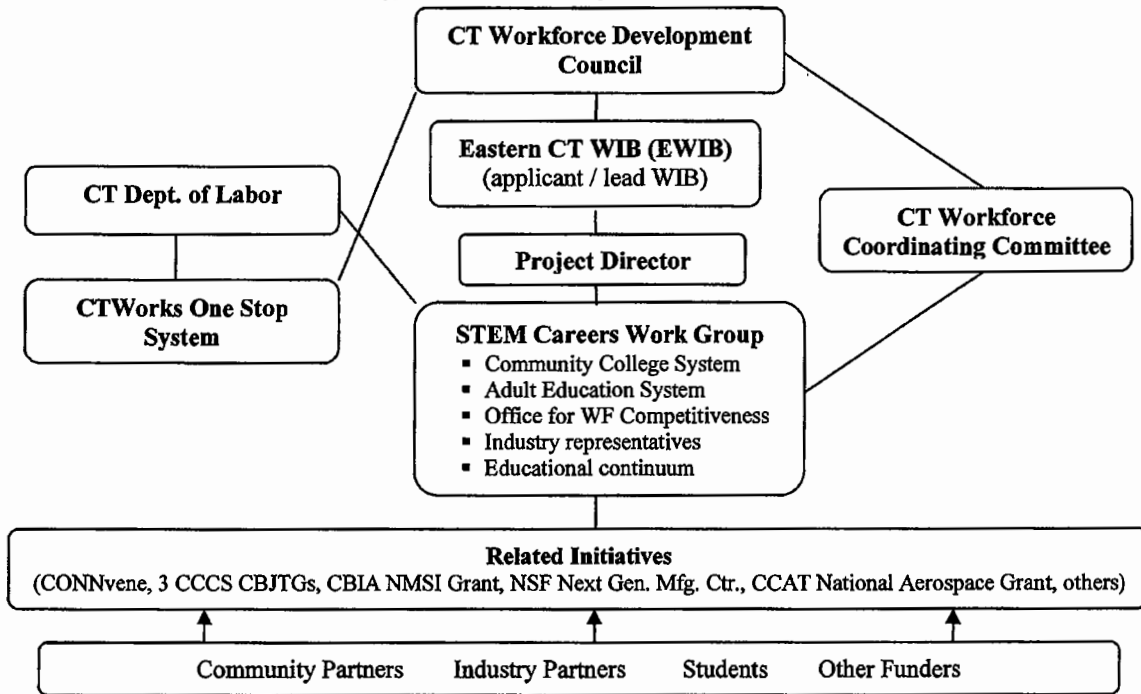 CT Workforce Development
Council
Eastern CT WIB (EWIB)
(applicant / lead WIB)
CT Dept. of Labor
CT Workforce
Coordinating Committee
Project Director
CTWorks One Stop
System
STEM Careers Work Group
▪ Community College System
▪ Adult Education System
▪ Office for WF Competitiveness
▪ Industry representatives
▪ Educational continuum
Related Initiatives
(CONNvene, 3 CCCS CBJTGs, CBIA NMSI Grant, NSF Next Gen. Mfg. Ctr., CCAT National Aerospace Grant, others)
Community Partners Industry Partners Students Other Funders